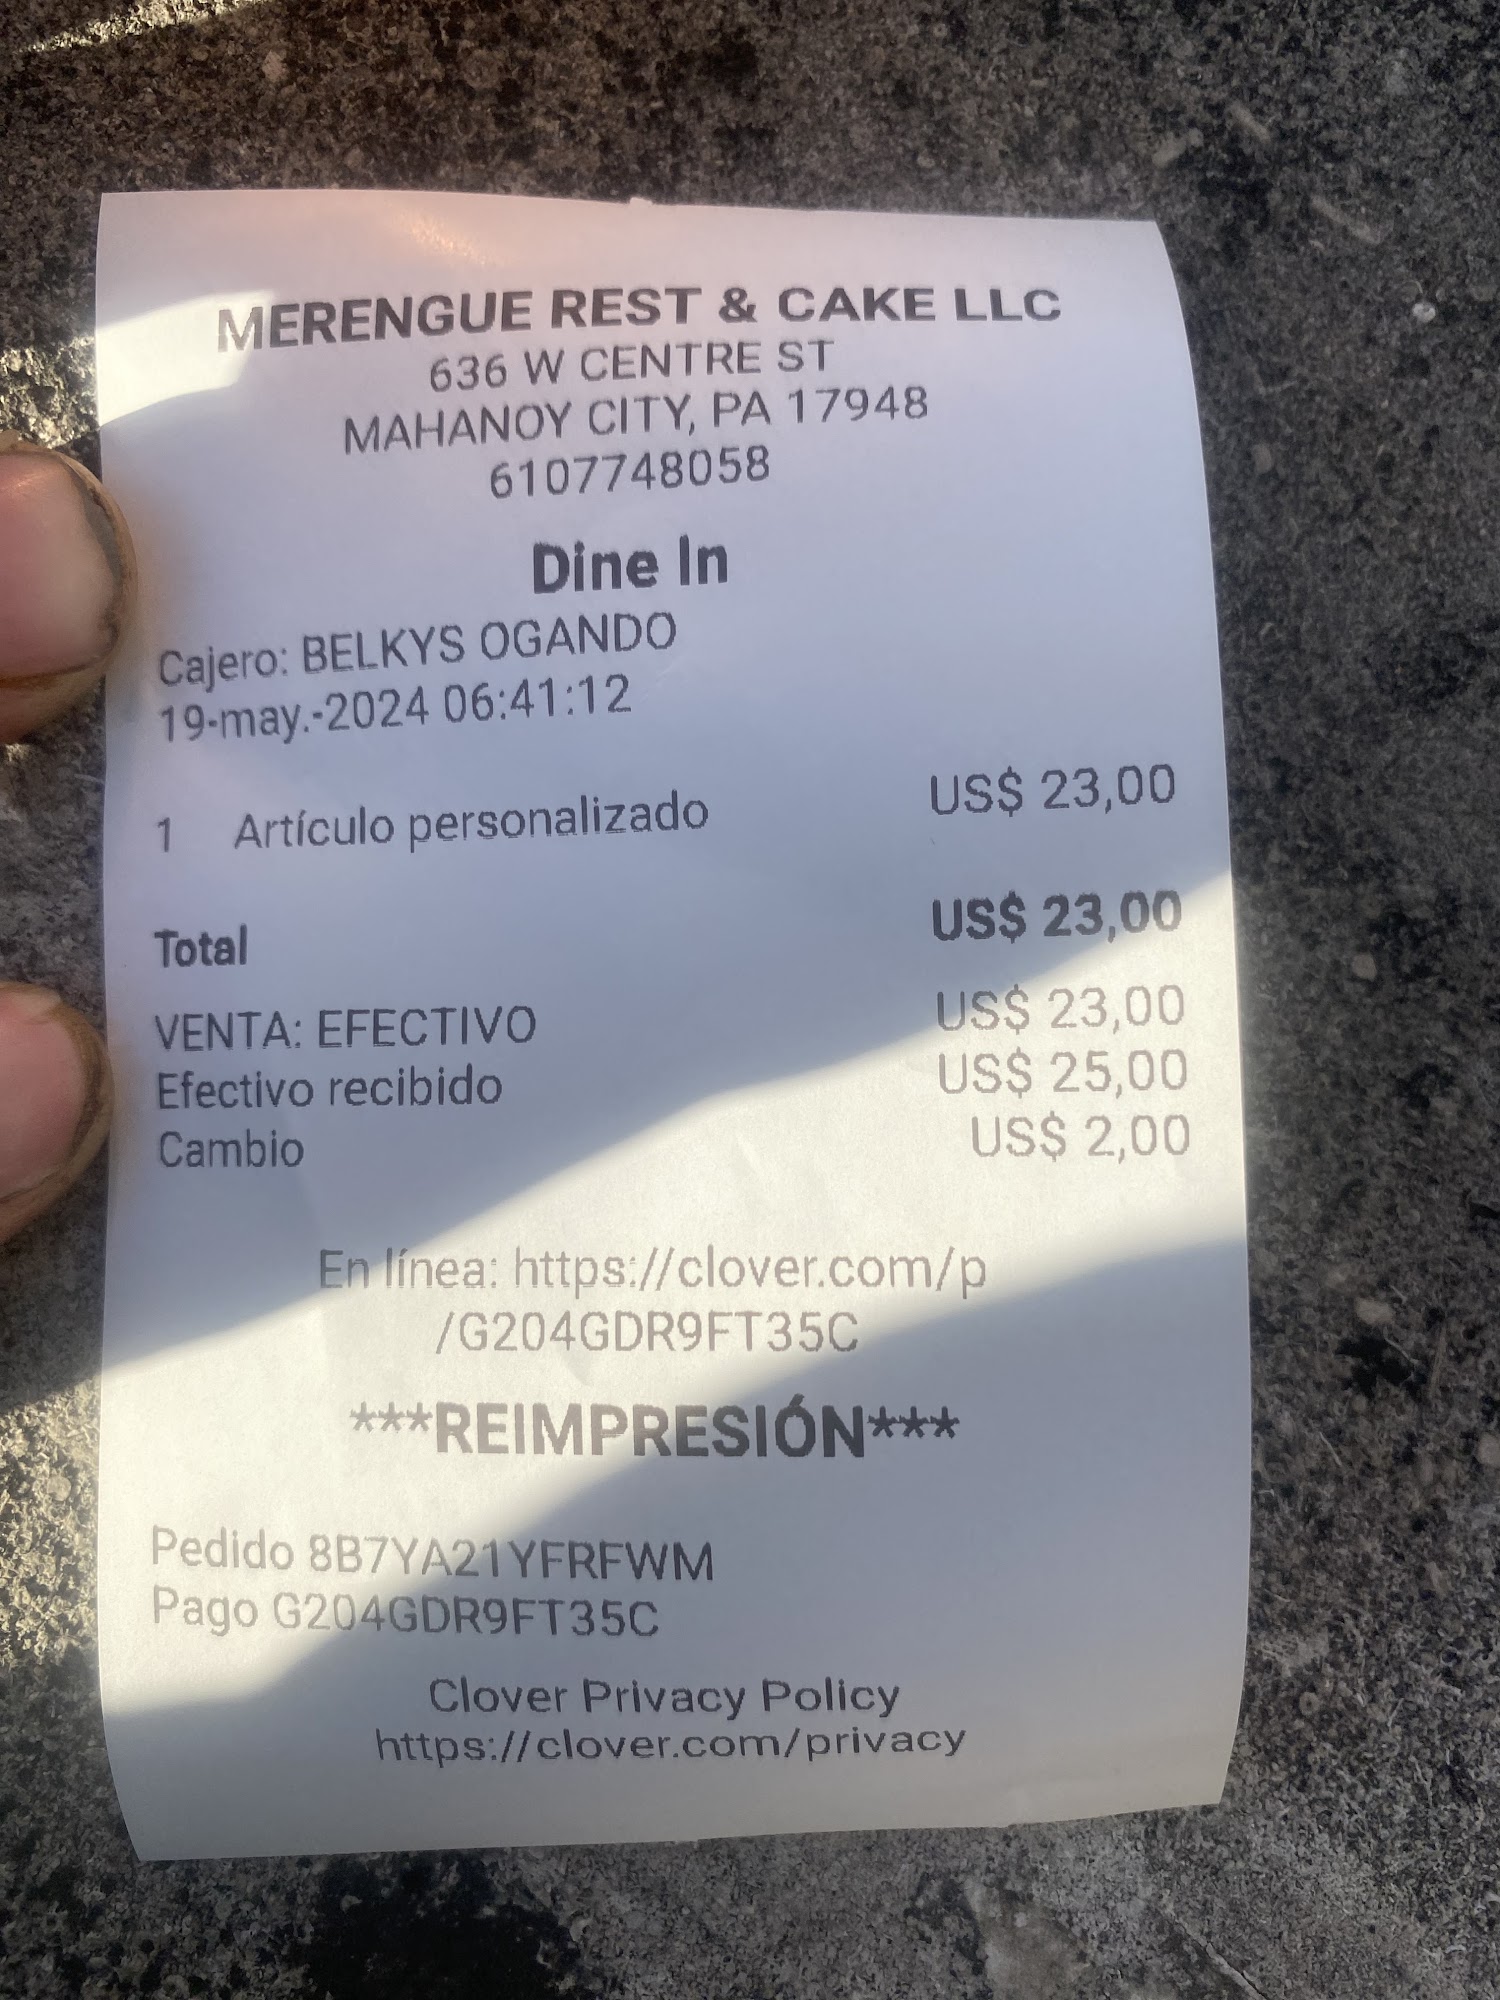 MERENGUE REST & CAKE LLC
636 W CENTRE ST
MAHANOY CITY, PA 17948
6107748058
Dine In
Cajero: BELKYS OGANDO
19-may.-2024 06:41:12
1 Artículo personalizado US$ 23,00
Total US$ 23,00
VENTA: EFECTIVO US$ 23,00
Efectivo recibido US$ 25,00
Cambio US$ 2,00
En línea: https://clover.com/p
/G204GDR9FT35C
***REIMPRESIÓN***
Pedido 8B7YA21YFRFWM
Pago G204GDR9FT35C
Clover Privacy Policy
https://clover.com/privacy